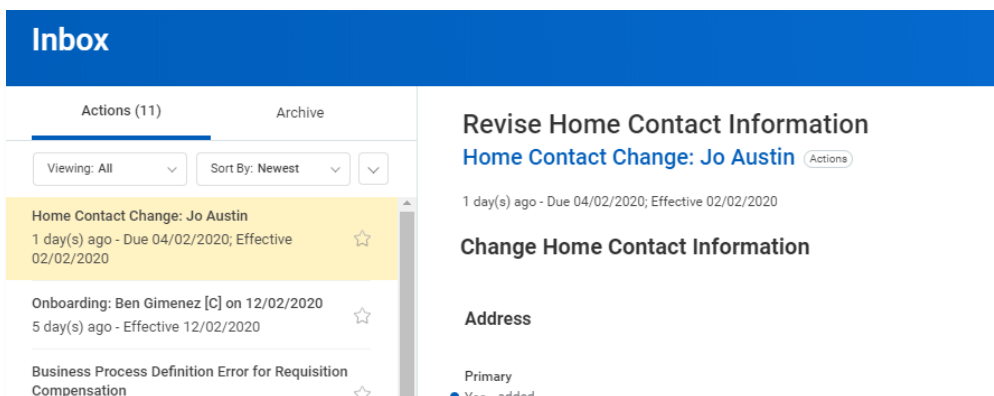 Inbox
Actions (11)
Archive
Viewing: All
Sort By: Newest
Home Contact Change: Jo Austin
1 day(s) ago - Due 04/02/2020; Effective
02/02/2020
Onboarding: Ben Gimenez [C] on 12/02/2020
5 day(s) ago - Effective 12/02/2020
Business Process Definition Error for Requisition
Compensation
Revise Home Contact Information
Home Contact Change: Jo Austin Actions
1 day(s) ago - Due 04/02/2020; Effective 02/02/2020
Change Home Contact Information
Address
Primary
Yes - added